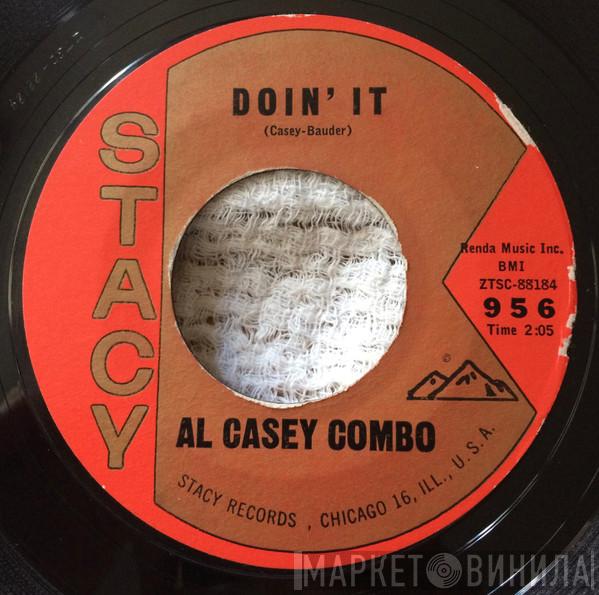 DOIN' IT
(Casey-Bauder)
STACY
Renda Music Inc.
BMI
ZTSC-88184
956
Time 2:05
©
AL CASEY COMBO
STACY RECORDS, CHICAGO 16, ILL., U.S.A.
МАРКЕТ ВИНИЛА